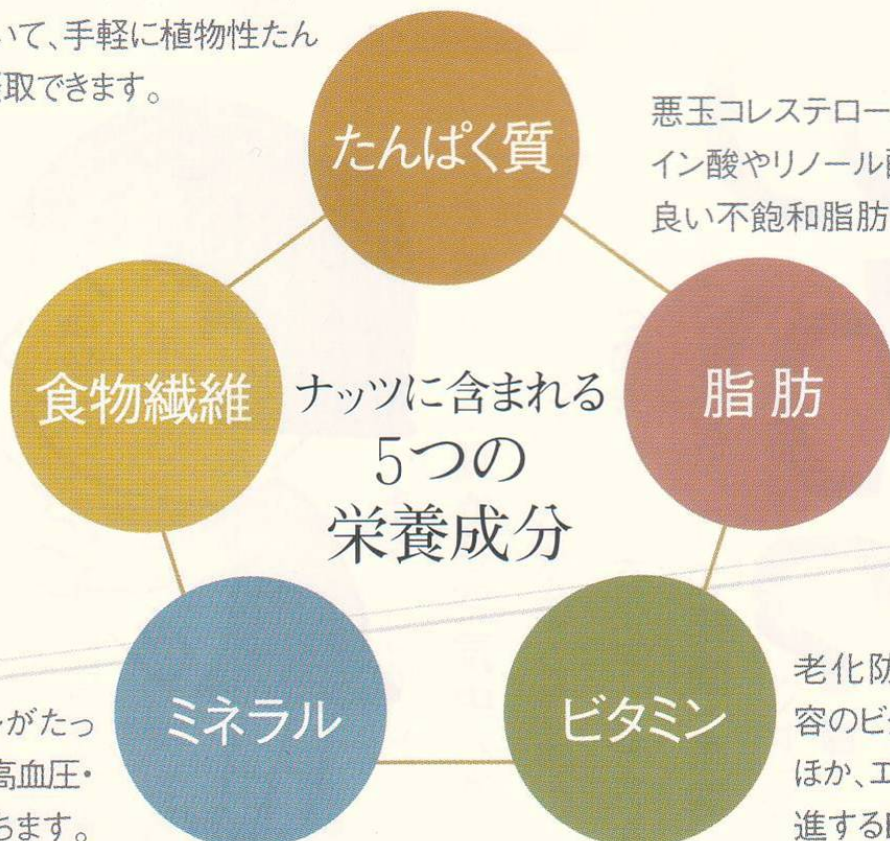 いて、手軽に植物性たん
取できます。
たんぱく質
悪玉コレステロー
イン酸やリノール
良い不飽和脂肪
食物繊維
ナッツに含まれる
5つの
栄養成分
脂肪
ミネラル
ビタミン
がたっ
高血圧・
ちます。
老化防
容のビ
ほか、エ
進する